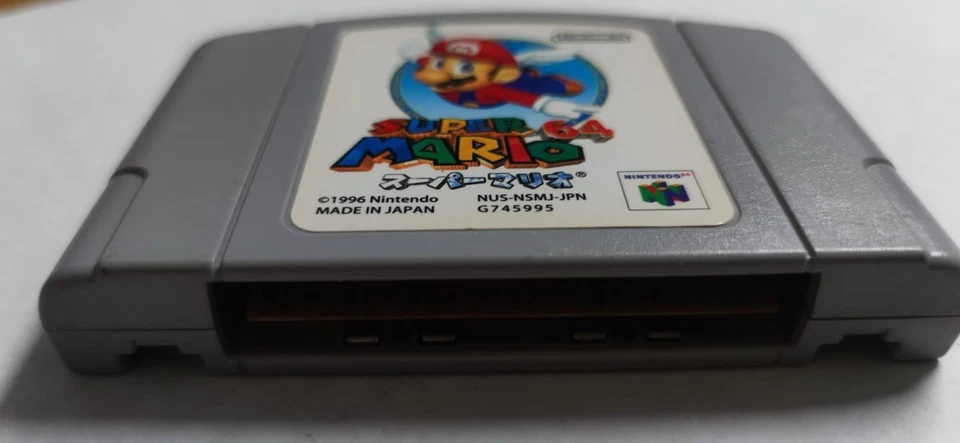 M
SUPER
MARIO 64
スーパーマリオ®
©1996 Nintendo NUS-NSMJ-JPN
MADE IN JAPAN G745995
NINTENDO64
N